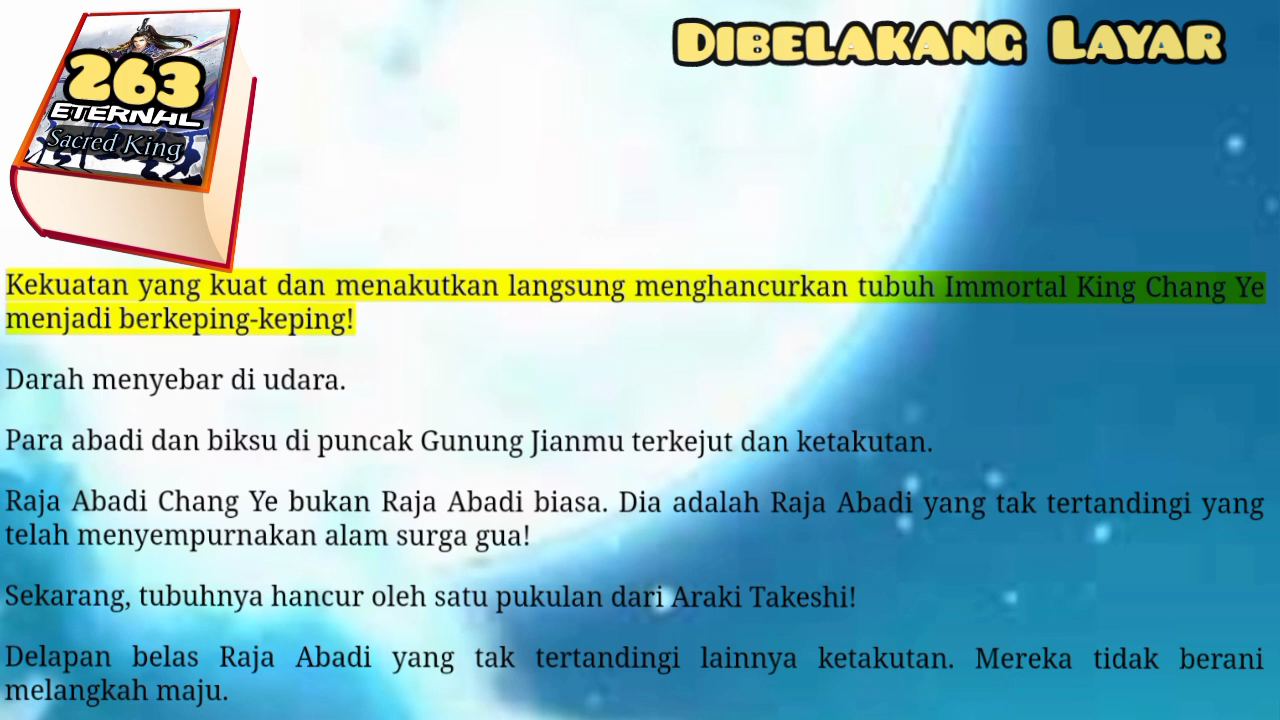 263
ETERNAL
Sacred King
DIBELAKANG LAYAR
Kekuatan yang kuat dan menakutkan langsung menghancurkan tubuh Immortal King Chang Ye
menjadi berkeping-keping!
Darah menyebar di udara.
Para abadi dan biksu di puncak Gunung Jianmu terkejut dan ketakutan.
Raja Abadi Chang Ye bukan Raja Abadi biasa. Dia adalah Raja Abadi yang tak tertandingi yang
telah menyempurnakan alam surga gua!
Sekarang, tubuhnya hancur oleh satu pukulan dari Araki Takeshi!
Delapan belas Raja Abadi yang tak tertandingi lainnya ketakutan. Mereka tidak berani
melangkah maju.